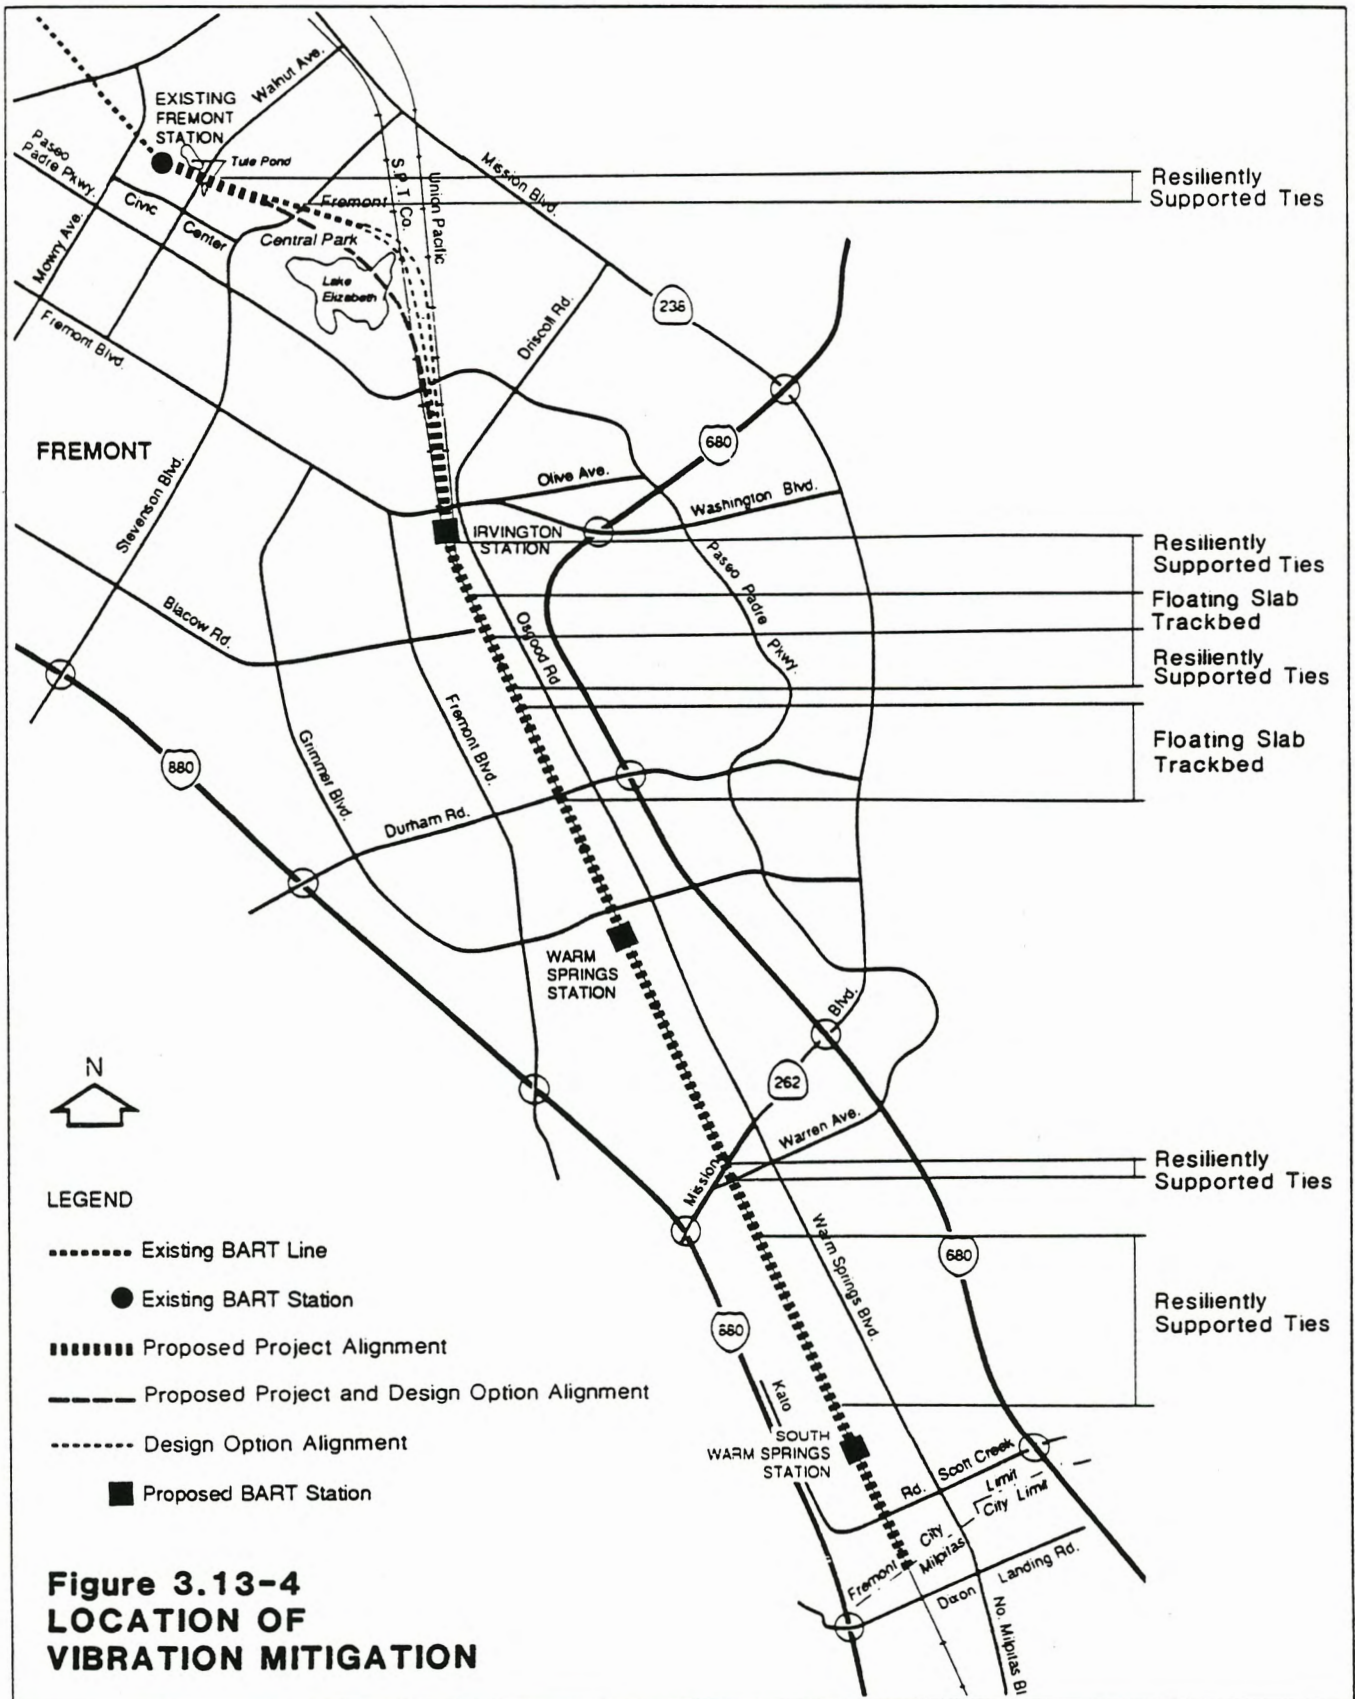 EXISTING
FREMONT
STATION
Walnut Ave.
Tule Pond
Paseo
Padre Pkwy.
Civic
Center
Mowry Ave.
Fremont
Central Park
Lake
Elizabeth
S.P.T. Co.
Union Pacific
Mission Blvd.
Resiliently
Supported Ties
238
Driscoll Rd.
Fremont Blvd.
680
FREMONT
Stevenson Blvd.
Olive Ave.
Washington Blvd.
IRVINGTON
STATION
Resiliently
Supported Ties
Floating Slab
Trackbed
Resiliently
Supported Ties
Paseo Padre Pkwy.
Osgood Rd
Blacow Rd.
Fremont Blvd.
Grimmer Blvd.
880
Durham Rd.
Floating Slab
Trackbed
WARM
SPRINGS
STATION
Blvd.
262
Warren Ave.
Mission
N
Resiliently
Supported Ties
Warm Springs Blvd.
680
880
Resiliently
Supported Ties
Kato
SOUTH
WARM SPRINGS
STATION
Rd.
Scott Creek
Limit
City Limit
City
Fremont
Milpitas
Dixon
Landing Rd.
No. Milpitas Bl
LEGEND
Existing BART Line
Existing BART Station
Proposed Project Alignment
Proposed Project and Design Option Alignment
Design Option Alignment
Proposed BART Station
Figure 3.13-4
LOCATION OF
VIBRATION MITIGATION